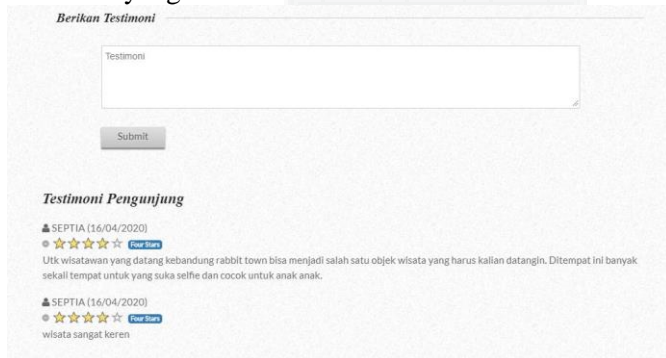 Berikan Testimoni
Testimoni
Submit
Testimoni Pengunjung
SEPTIA (16/04/2020)
Four Stars
Utk wisatawan yang datang kebandung rabbit town bisa menjadi salah satu objek wisata yang harus kalian datangin. Ditempat ini banyak
sekali tempat untuk yang suka selfie dan cocok untuk anak anak.
SEPTIA (16/04/2020)
Four Stars
wisata sangat keren